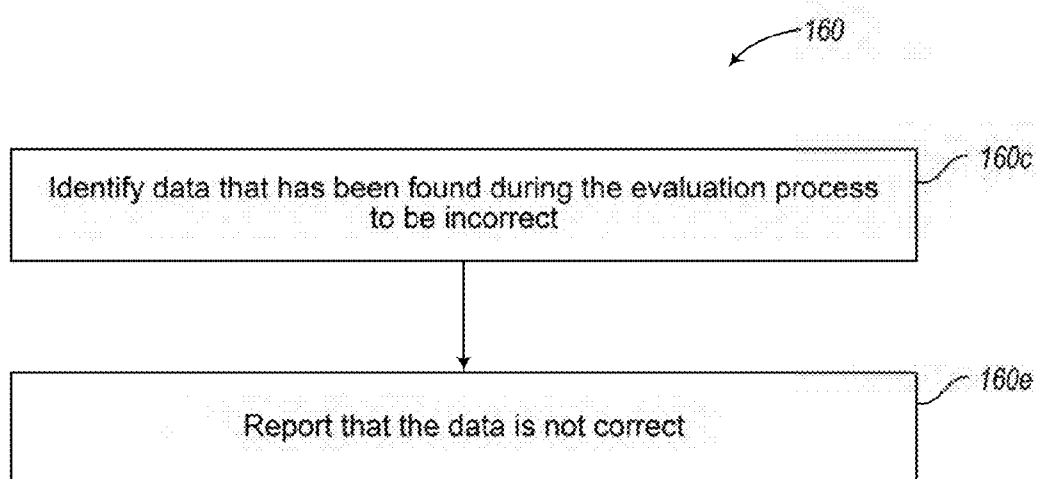 160
160c
Identify data that has been found during the evaluation process
to be incorrect
160e
Report that the data is not correct